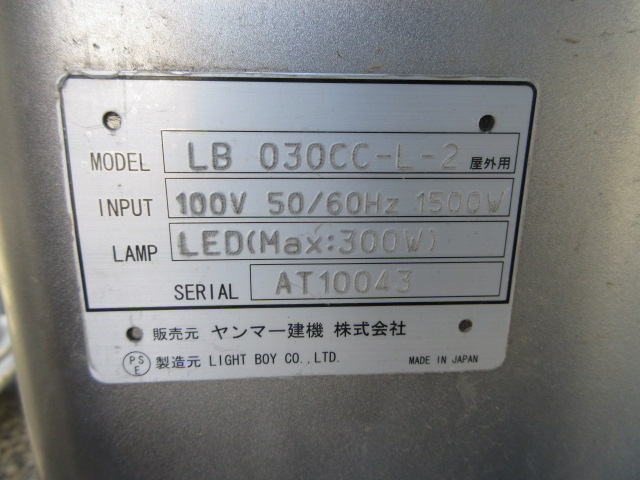 MODEL LB 030CC-L-2 屋外用
INPUT 100V 50/60Hz 1500W
LAMP LED(Max:300W)
SERIAL AT10043
販売元 ヤンマー建機 株式会社
PSE 製造元 LIGHT BOY CO.,LTD. MADE IN JAPAN